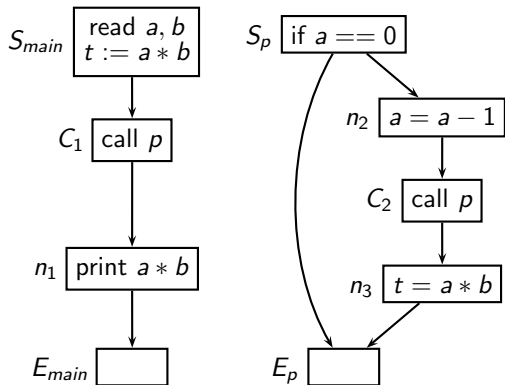 S_main
read a, b
t := a ∗ b
C_1 call p
n_1 print a ∗ b
E_main
S_p if a == 0
n_2 a = a − 1
C_2 call p
n_3 t = a ∗ b
E_p